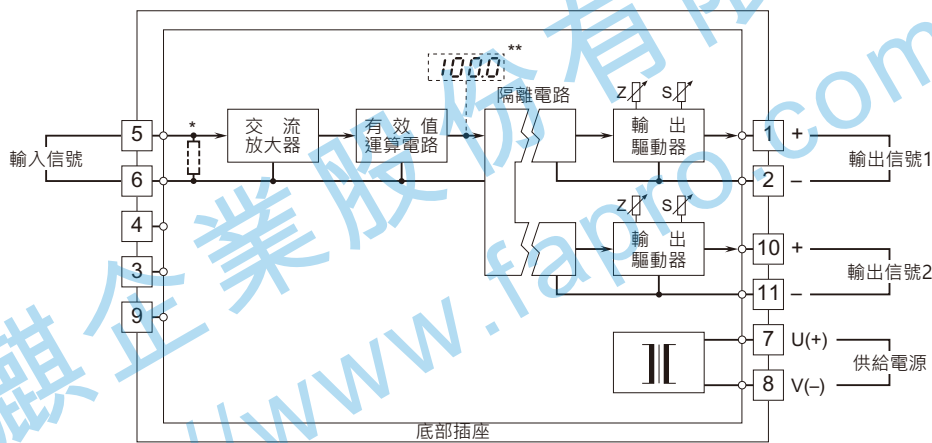 100.0
**
隔離電路
Z
S
5
*
交流
放大器
有效值
運算電路
輸出
驅動器
1
+
輸入信號
輸出信號1
6
2
–
4
Z
S
輸出
驅動器
10
+
3
輸出信號2
11
–
9
7
U(+)
供給電源
8
V(–)
底部插座
麒企業股份有限
//www.fapro.com